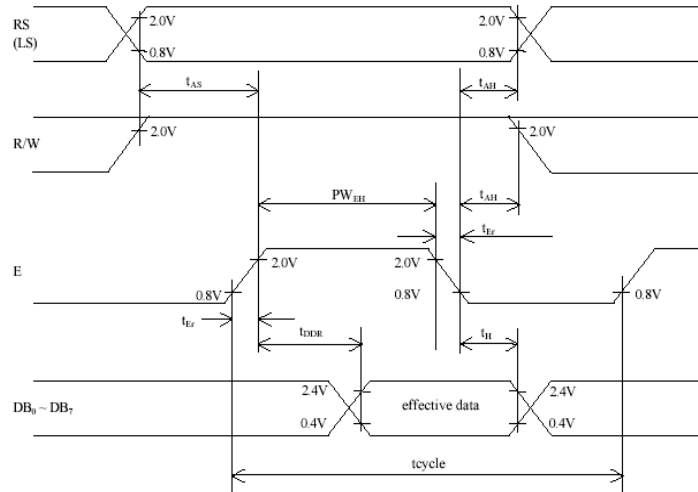 RS
(LS)
2.0V
0.8V
2.0V
0.8V
tAS
tAH
R/W
2.0V
2.0V
PWEH
tAH
tEr
E
2.0V
2.0V
0.8V
0.8V
0.8V
tEr
tDDR
tH
DB0 ~ DB7
2.4V
0.4V
effective data
2.4V
0.4V
tcycle